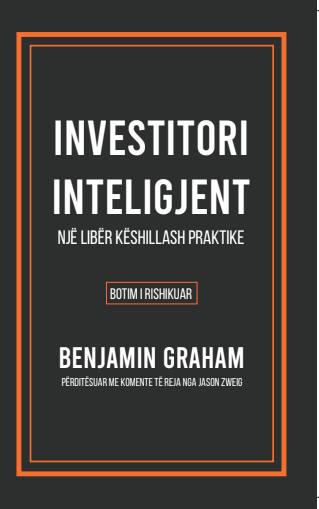 INVESTITORI
INTELIGJENT
NJË LIBËR KËSHILLASH PRAKTIKE
BOTIM I RISHIKUAR
BENJAMIN GRAHAM
PËRDITËSUAR ME KOMENTE TË REJA NGA JASON ZWEIG